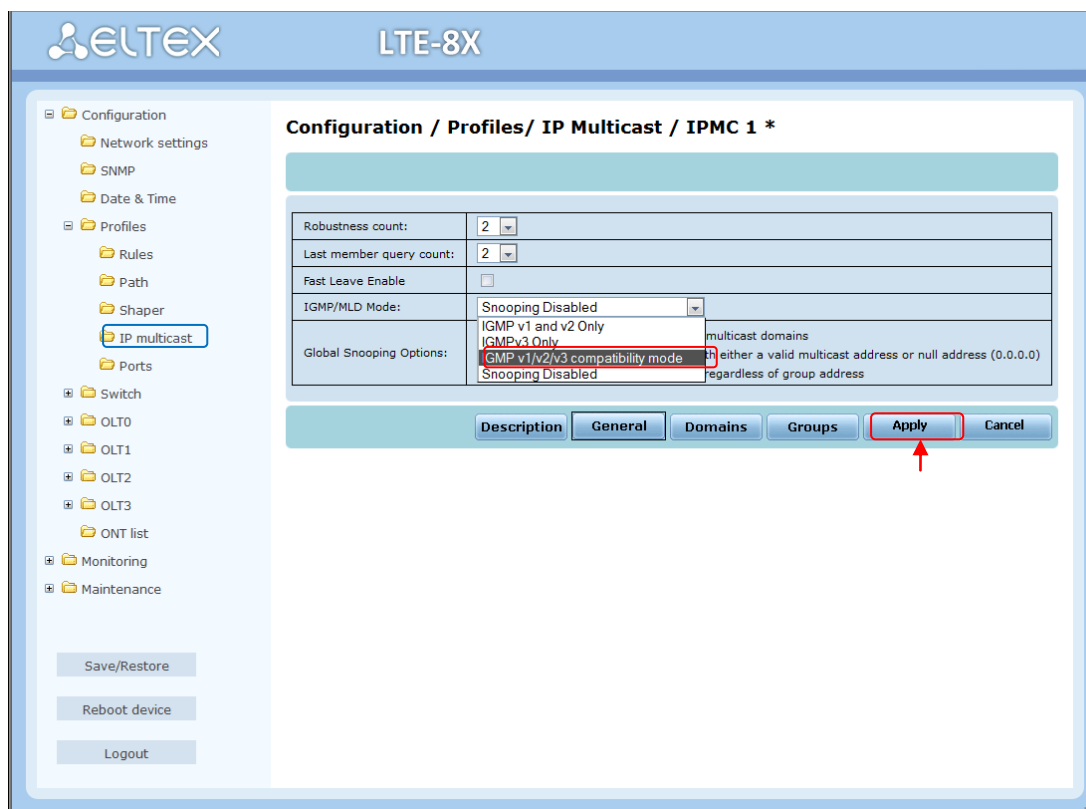 ELTEX
LTE-8X
Configuration
Network settings
SNMP
Date & Time
Profiles
Rules
Path
Shaper
IP multicast
Ports
Switch
OLT0
OLT1
OLT2
OLT3
ONT list
Monitoring
Maintenance
Save/Restore
Reboot device
Logout
Configuration / Profiles/ IP Multicast / IPMC 1 *
Robustness count: 2
Last member query count: 2
Fast Leave Enable
IGMP/MLD Mode: Snooping Disabled
IGMP v1 and v2 Only
IGMPv3 Only
IGMP v1/v2/v3 compatibility mode
Snooping Disabled
Global Snooping Options:
multicast domains
either a valid multicast address or null address (0.0.0.0)
regardless of group address
Description General Domains Groups Apply Cancel